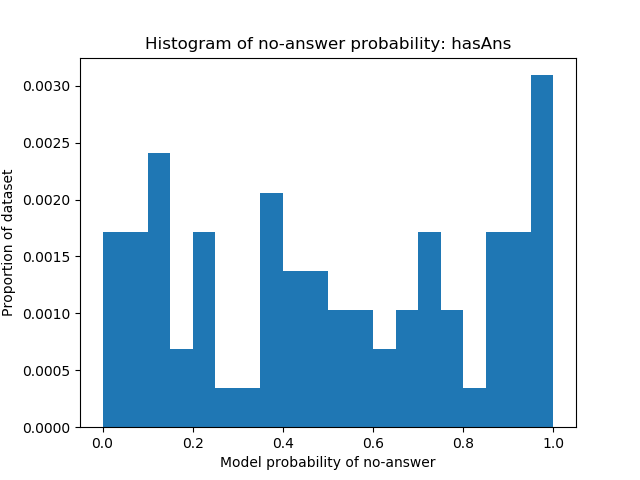 Histogram of no-answer probability: hasAns
Proportion of dataset
0.0030
0.0025
0.0020
0.0015
0.0010
0.0005
0.0000
0.0 0.2 0.4 0.6 0.8 1.0
Model probability of no-answer